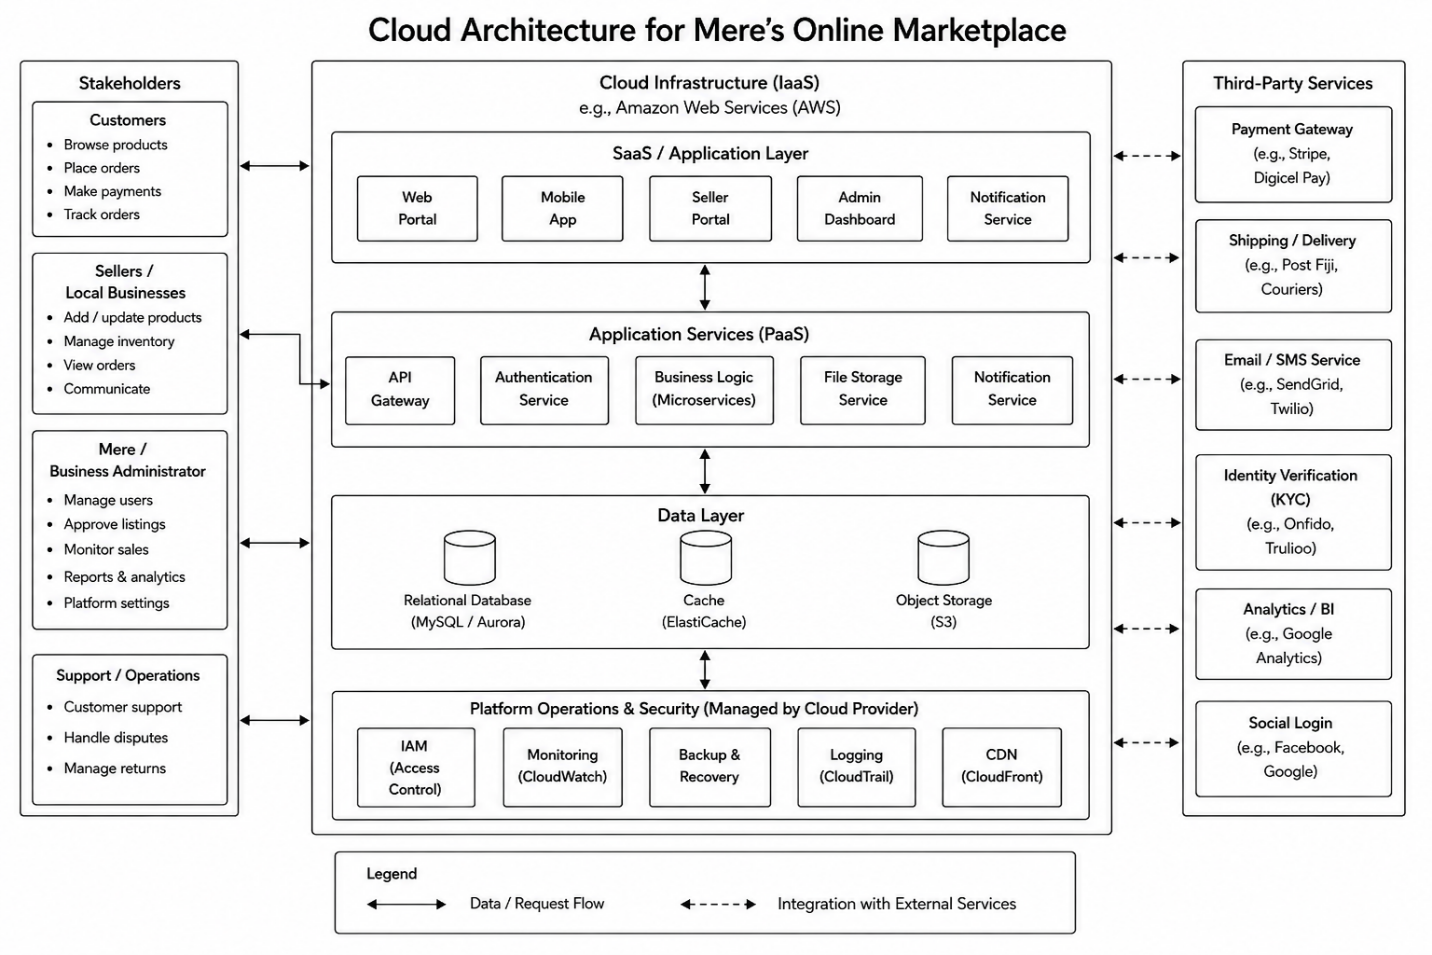 Cloud Architecture for Mere's Online Marketplace
Stakeholders
Customers
• Browse products
• Place orders
• Make payments
• Track orders
Sellers /
Local Businesses
• Add / update products
• Manage inventory
• View orders
• Communicate
Mere /
Business Administrator
• Manage users
• Approve listings
• Monitor sales
• Reports & analytics
• Platform settings
Support / Operations
• Customer support
• Handle disputes
• Manage returns
Cloud Infrastructure (IaaS)
e.g., Amazon Web Services (AWS)
SaaS / Application Layer
Web
Portal
Mobile
App
Seller
Portal
Admin
Dashboard
Notification
Service
Application Services (PaaS)
API
Gateway
Authentication
Service
Business Logic
(Microservices)
File Storage
Service
Notification
Service
Data Layer
Relational Database
(MySQL / Aurora)
Cache
(ElastiCache)
Object Storage
(S3)
Platform Operations & Security (Managed by Cloud Provider)
IAM
(Access
Control)
Monitoring
(CloudWatch)
Backup &
Recovery
Logging
(CloudTrail)
CDN
(CloudFront)
Third-Party Services
Payment Gateway
(e.g., Stripe,
Digicel Pay)
Shipping / Delivery
(e.g., Post Fiji,
Couriers)
Email / SMS Service
(e.g., SendGrid,
Twilio)
Identity Verification
(KYC)
(e.g., Onfido,
Trulioo)
Analytics / BI
(e.g., Google
Analytics)
Social Login
(e.g., Facebook,
Google)
Legend
Data / Request Flow
Integration with External Services